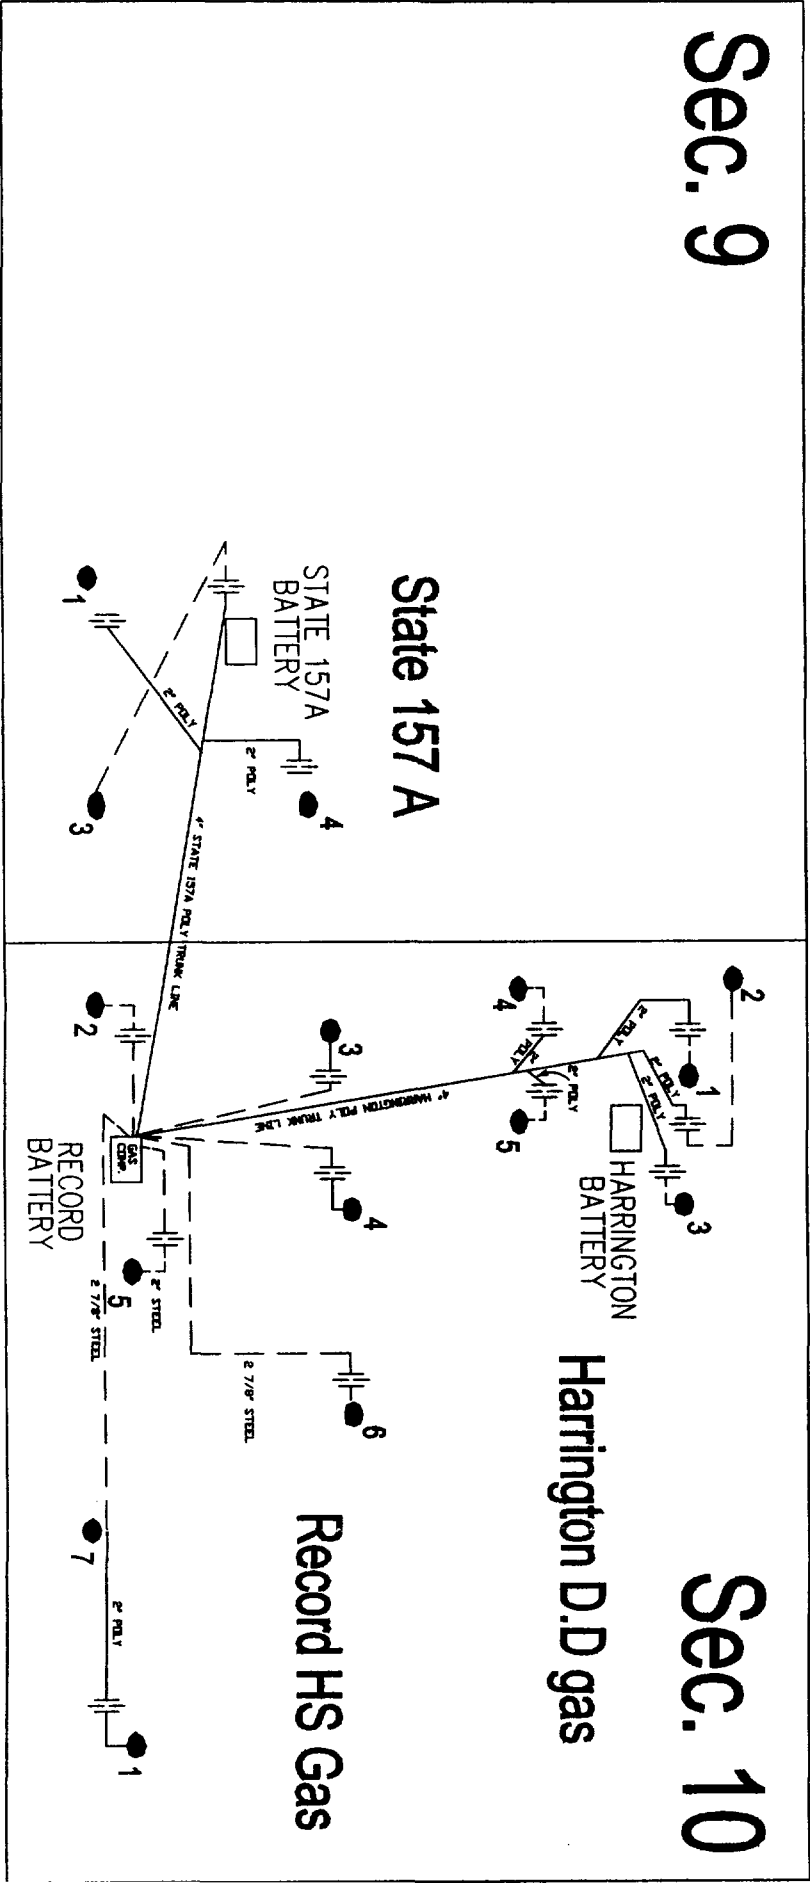 Sec. 9
Sec. 10
State 157 A
STATE 157A
BATTERY
1
3
4
2" POLY
2" POLY
4" STATE 157A POLY TRUNK LINE
Harrington D.D gas
HARRINGTON
BATTERY
2
1
3
4
5
2" POLY
2" POLY
2" POLY
2" POLY
2" POLY
4" HARRINGTON POLY TRUNK LINE
Record HS Gas
RECORD
BATTERY
GAS
COMP.
2
3
4
5
6
7
1
2" STEEL
2 7/8" STEEL
2 7/8" STEEL
2" POLY